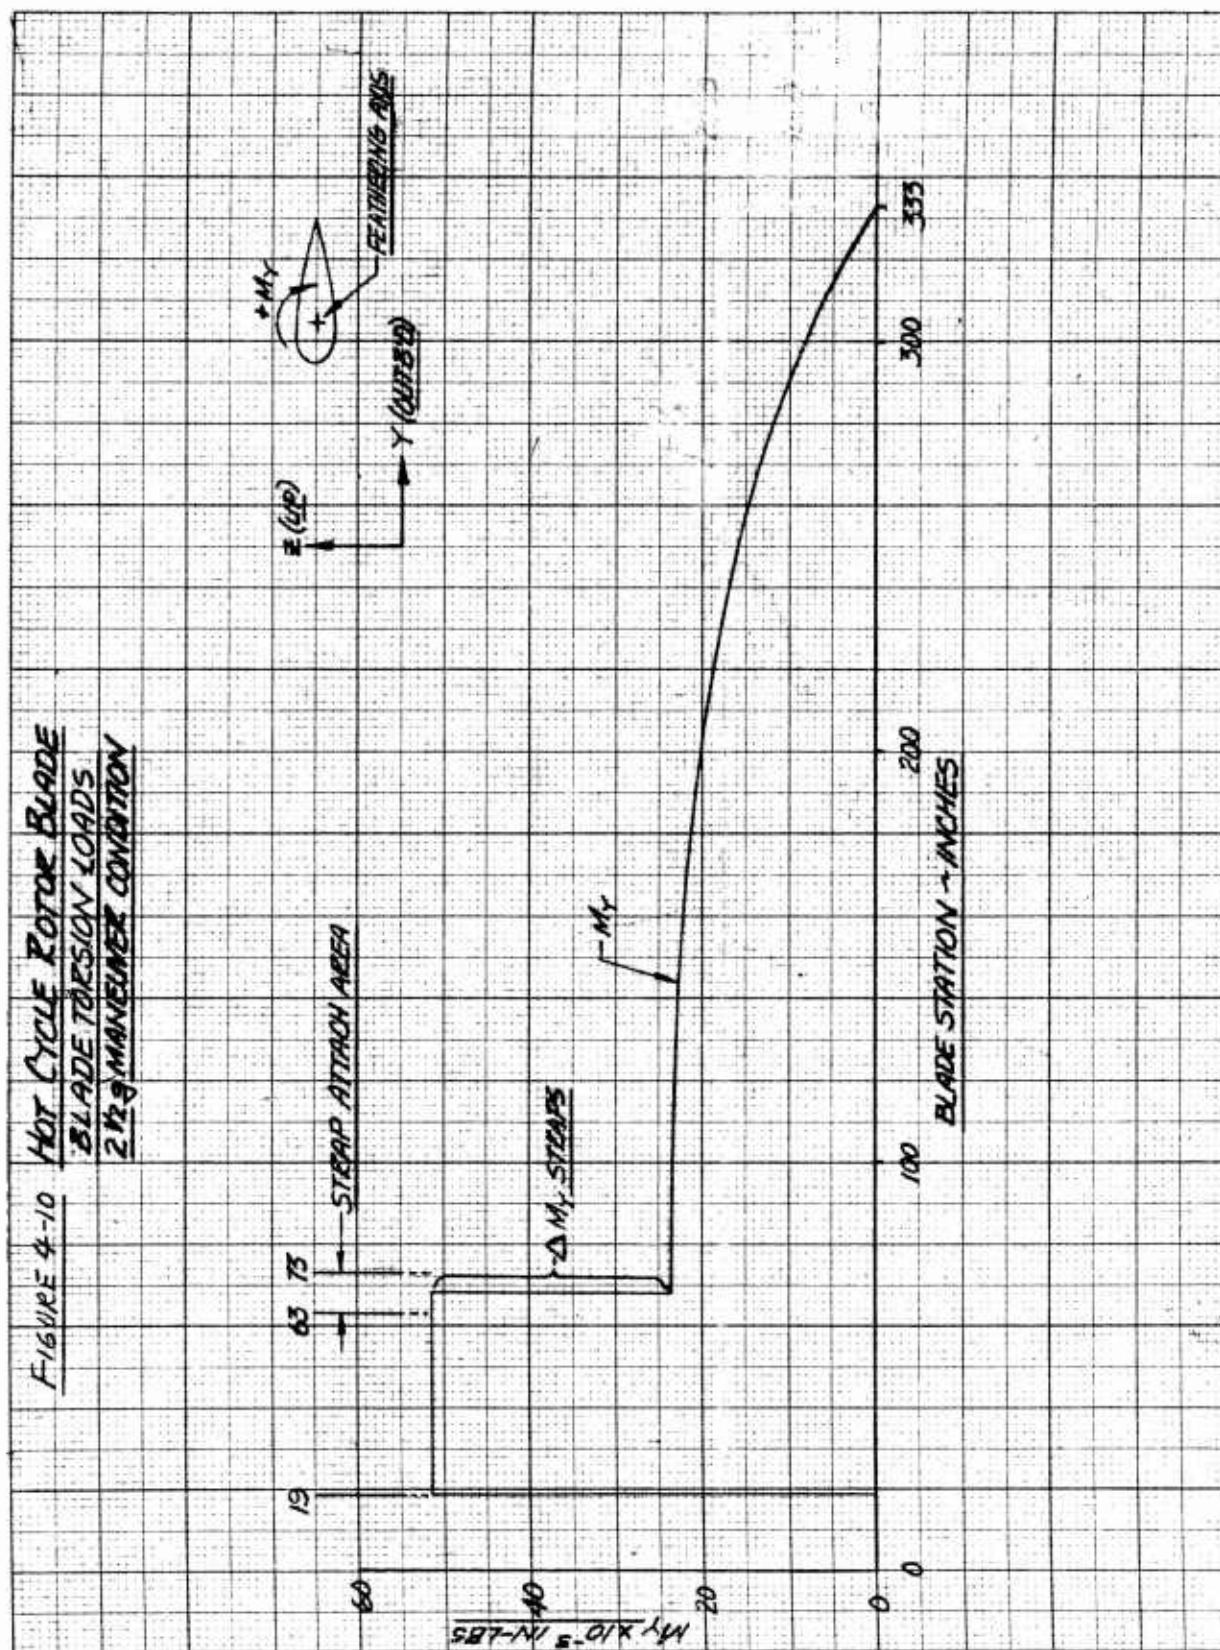 FIGURE 4-10 HOT CYCLE ROTOR BLADE
BLADE TORSION LOADS
2 1/2 g MANEUVER CONDITION
19
63
73
STRAP ATTACH AREA
Z (UP)
Y (OUTB'D)
+MY
FEATHERING AXIS
Δ MY STRAPS
MY
MY X10-3 IN-LBS
60
40
20
0
0
100
200
300
333
BLADE STATION ~ INCHES